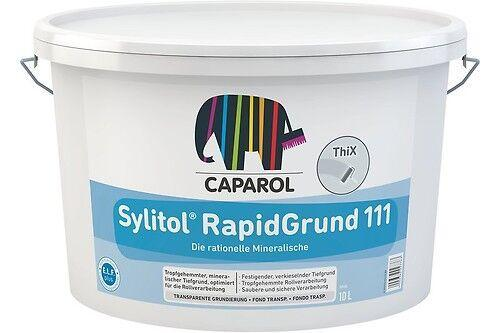 ThiX
CAPAROL
Sylitol® RapidGrund 111
Die rationelle Mineralische
E.L.F.
plus
Tropfgehemmter, minera-
lischer Tiefgrund, optimiert
für die Rollverarbeitung
- Festigender, verkieselnder Tiefgrund
- Tropfgehemmte Rollverarbeitung
- Saubere und sichere Verarbeitung
TRANSPARENTE GRUNDIERUNG • FOND TRANSP. • FONDO TRASP.
10 L